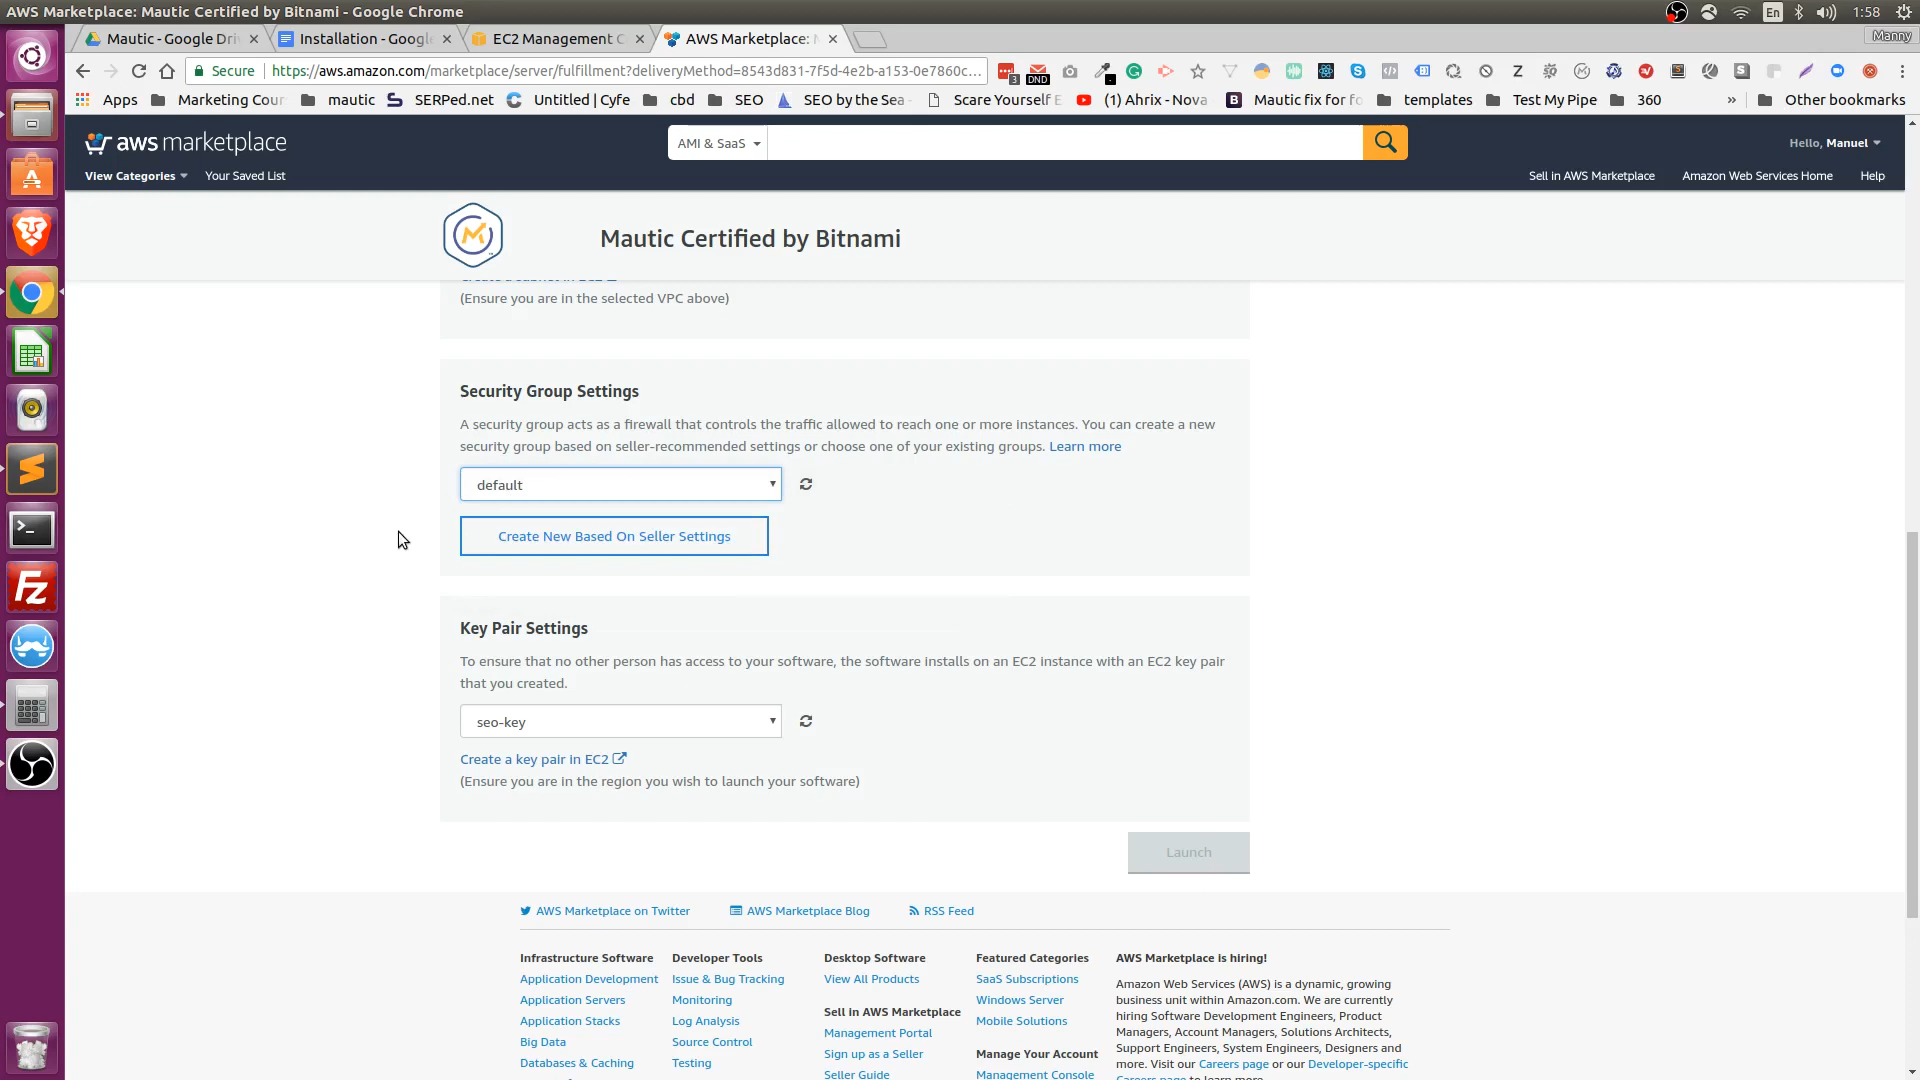 AWS Marketplace: Mautic Certified by Bitnami - Google Chrome
En
1:58
Mautic - Google Dri
Installation - Google
EC2 Management C
AWS Marketplace: M
Manny
Secure
https://aws.amazon.com/marketplace/server/fulfillment?deliveryMethod=8543d831-7f5d-4e2b-a153-0e7860c...
3
DND
Apps
Marketing Cour
mautic
SERPed.net
Untitled | Cyfe
cbd
SEO
SEO by the Sea
Scare Yourself E
(1) Ahrix - Nova
Mautic fix for fo
templates
Test My Pipe
360
»
Other bookmarks
aws marketplace
AMI & SaaS
Hello, Manuel
View Categories
Your Saved List
Sell in AWS Marketplace
Amazon Web Services Home
Help
Mautic Certified by Bitnami
(Ensure you are in the selected VPC above)
Security Group Settings
A security group acts as a firewall that controls the traffic allowed to reach one or more instances. You can create a new
security group based on seller-recommended settings or choose one of your existing groups. Learn more
default
Create New Based On Seller Settings
Key Pair Settings
To ensure that no other person has access to your software, the software installs on an EC2 instance with an EC2 key pair
that you created.
seo-key
Create a key pair in EC2
(Ensure you are in the region you wish to launch your software)
Launch
AWS Marketplace on Twitter
AWS Marketplace Blog
RSS Feed
Infrastructure Software
Application Development
Application Servers
Application Stacks
Big Data
Databases & Caching
Developer Tools
Issue & Bug Tracking
Monitoring
Log Analysis
Source Control
Testing
Desktop Software
View All Products
Sell in AWS Marketplace
Management Portal
Sign up as a Seller
Seller Guide
Featured Categories
SaaS Subscriptions
Windows Server
Mobile Solutions
Manage Your Account
Management Console
AWS Marketplace is hiring!
Amazon Web Services (AWS) is a dynamic, growing
business unit within Amazon.com. We are currently
hiring Software Development Engineers, Product
Managers, Account Managers, Solutions Architects,
Support Engineers, System Engineers, Designers and
more. Visit our Careers page or our Developer-specific
Careers page to learn more.